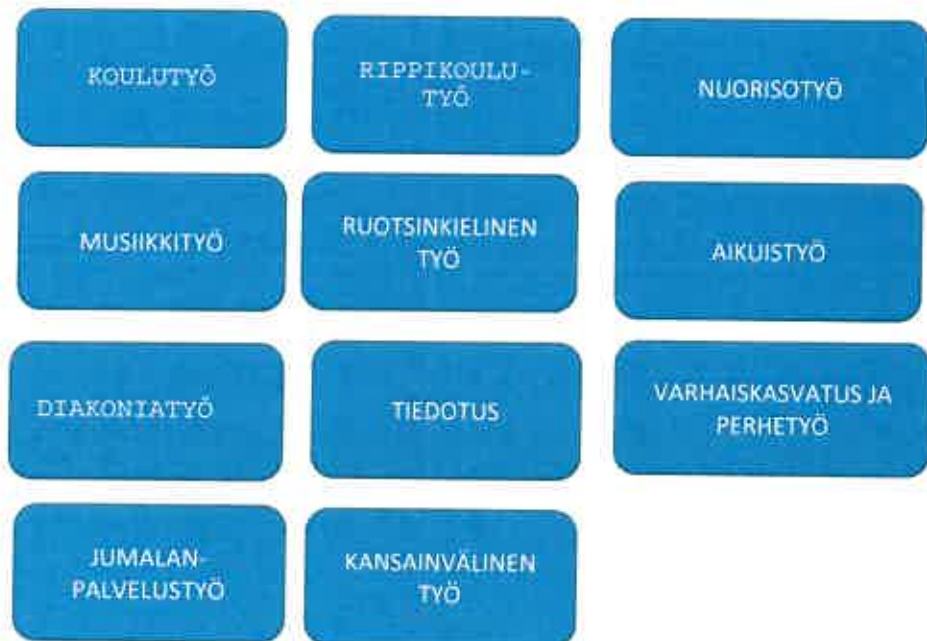 KOULUTYÖ
RIPPIKOULU-
TYÖ
NUORISOTYÖ
MUSIIKKITYÖ
RUOTSINKIELINEN
TYÖ
AIKUISTYÖ
DIAKONIATYÖ
TIEDOTUS
VARHAISKASVATUS JA
PERHETYÖ
JUMALAN-
PALVELUSTYÖ
KANSAINVÄLINEN
TYÖ